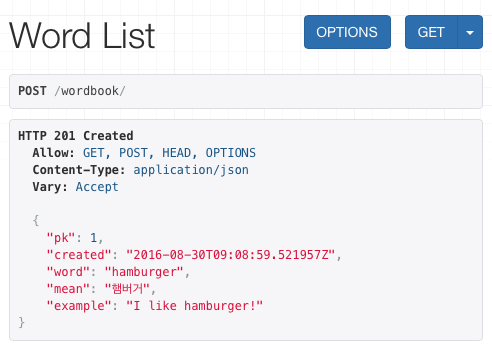 Word List
OPTIONS
GET
POST /wordbook/
HTTP 201 Created
Allow: GET, POST, HEAD, OPTIONS
Content-Type: application/json
Vary: Accept
{
"pk": 1,
"created": "2016-08-30T09:08:59.521957Z",
"word": "hamburger",
"mean": "햄버거",
"example": "I like hamburger!"
}